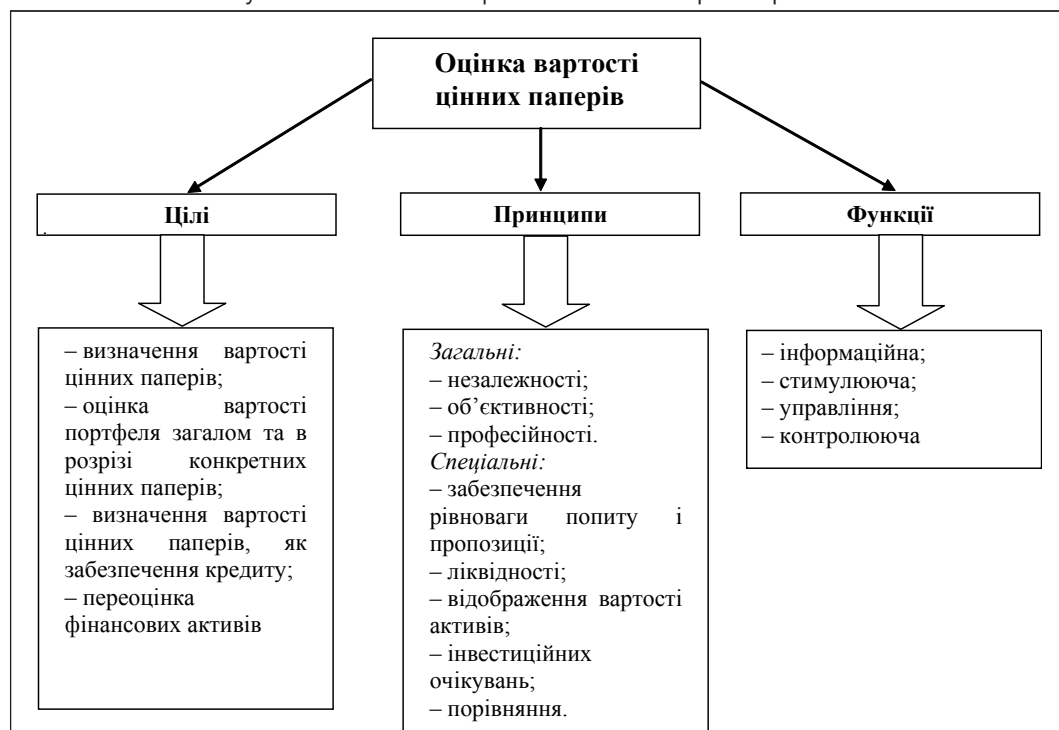 Оцінка вартості
цінних паперів
Цілі
Принципи
Функції
– визначення вартості
цінних паперів;
– оцінка вартості
портфеля загалом та в
розрізі конкретних
цінних паперів;
– визначення вартості
цінних паперів, як
забезпечення кредиту;
– переоцінка
фінансових активів
Загальні:
– незалежності;
– об’єктивності;
– професійності.
Спеціальні:
– забезпечення
рівноваги попиту і
пропозиції;
– ліквідності;
– відображення вартості
активів;
– інвестиційних
очікувань;
– порівняння.
– інформаційна;
– стимулююча;
– управління;
– контролююча